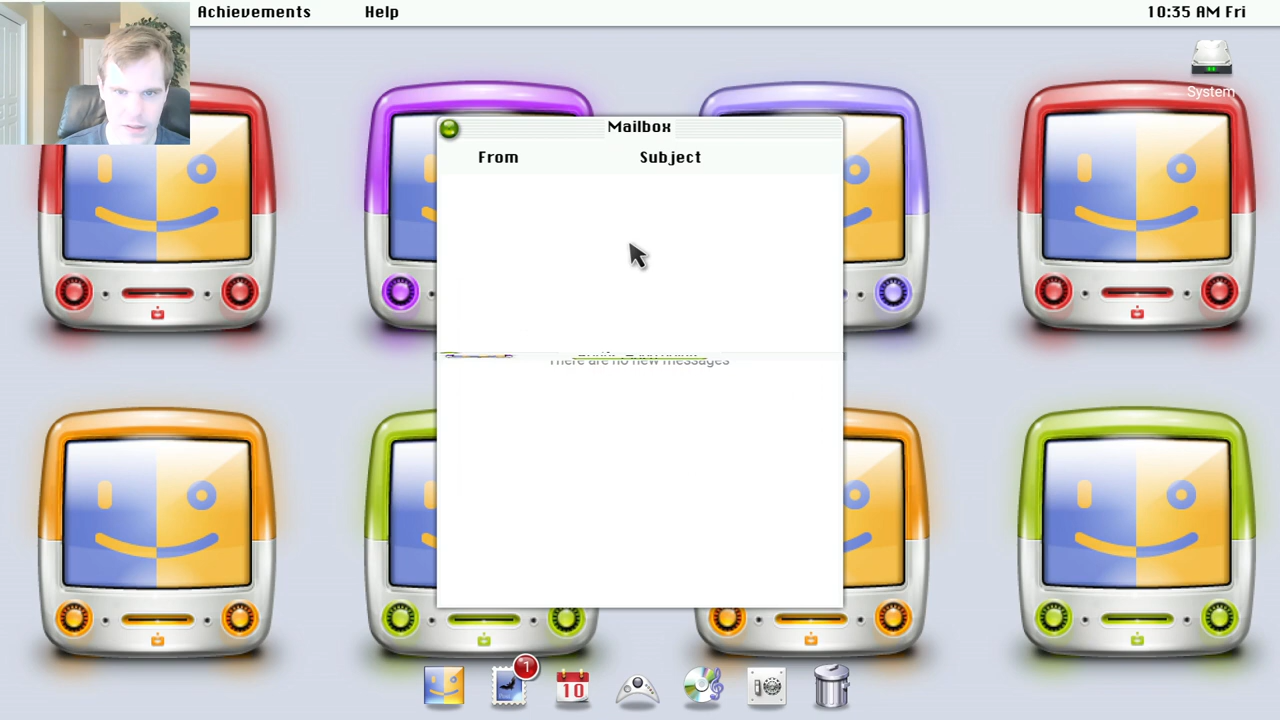 Achievements Help 10:35 AM Fri
System
Mailbox
From Subject
There are no new messages
1
10